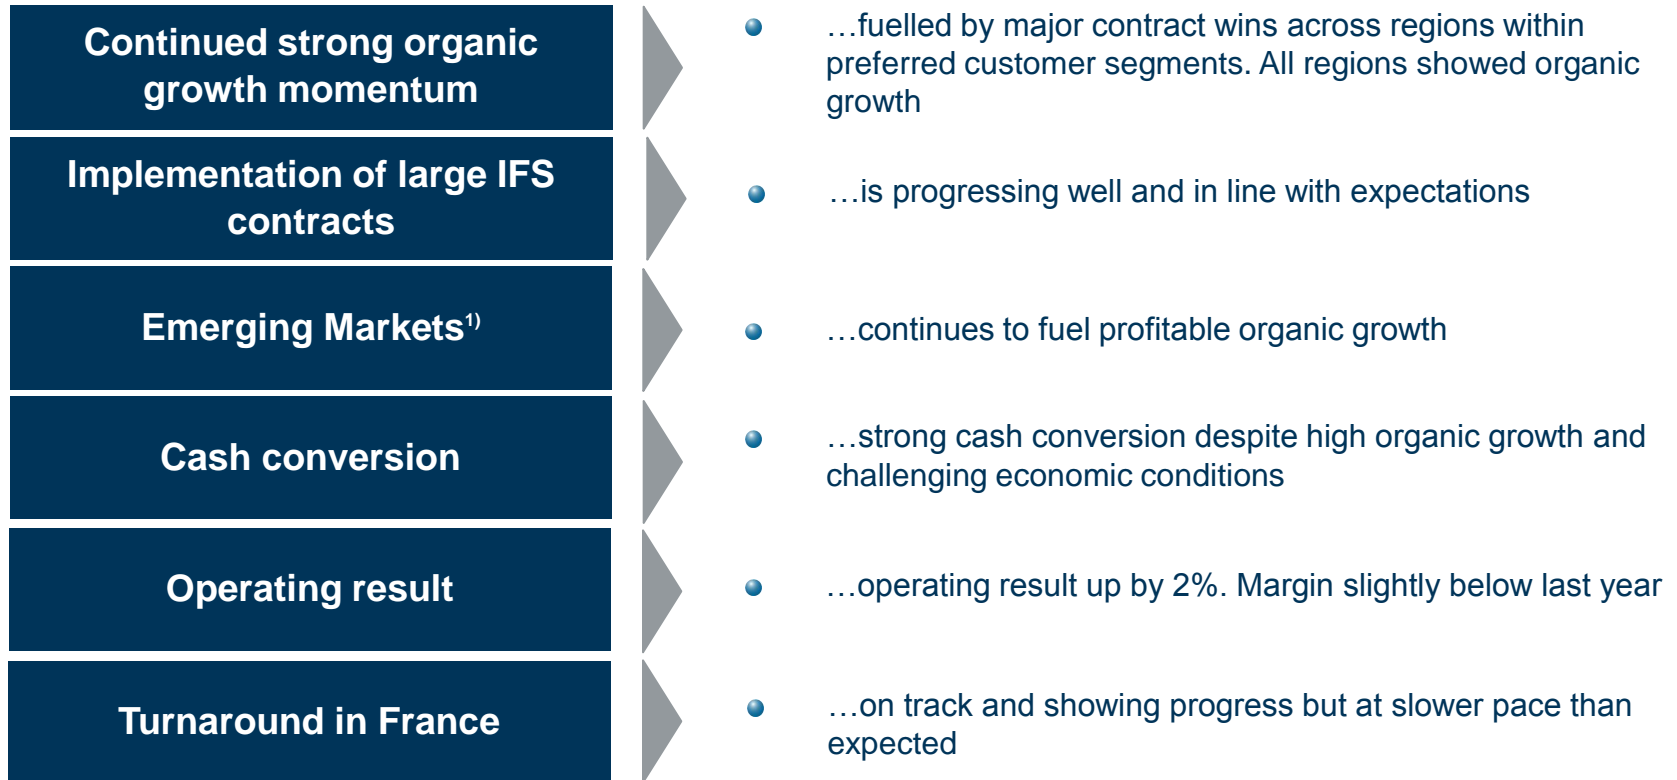 Continued strong organic
growth momentum
…fuelled by major contract wins across regions within
preferred customer segments. All regions showed organic
growth
Implementation of large IFS
contracts
…is progressing well and in line with expectations
Emerging Markets1)
…continues to fuel profitable organic growth
Cash conversion
…strong cash conversion despite high organic growth and
challenging economic conditions
Operating result
…operating result up by 2%. Margin slightly below last year
Turnaround in France
…on track and showing progress but at slower pace than
expected